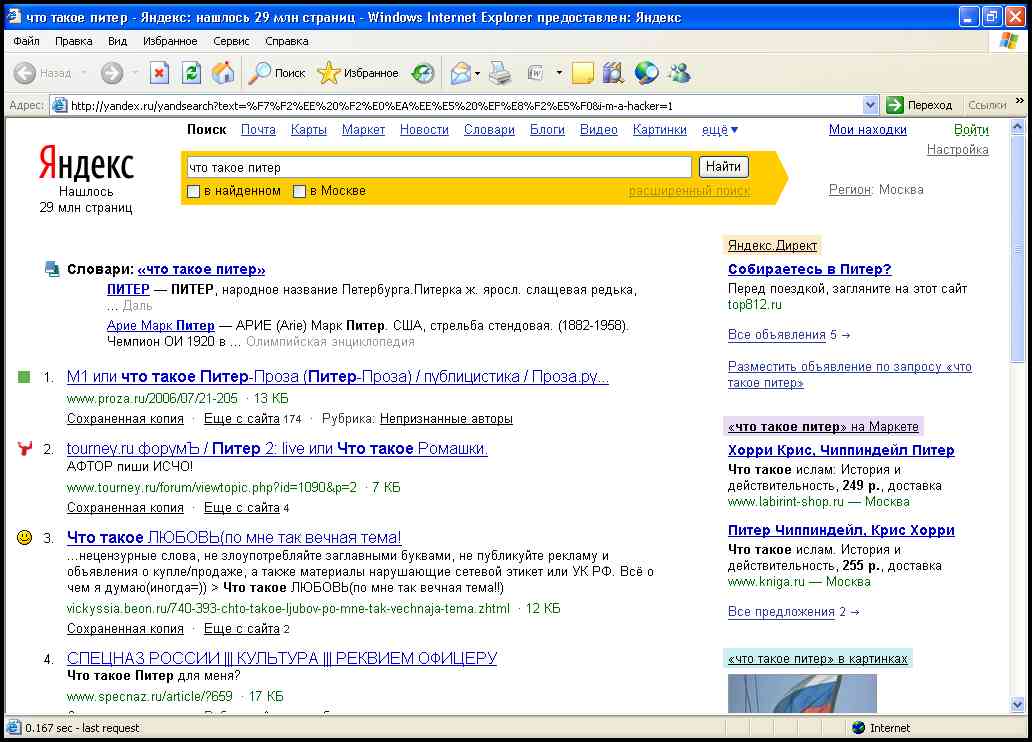 что такое питер - Яндекс: нашлось 29 млн страниц - Windows Internet Explorer предоставлен: Яндекс
Файл Правка Вид Избранное Сервис Справка
Назад Поиск Избранное
Адрес: http://yandex.ru/yandsearch?text=%F7%F2%EE%20%F2%E0%EA%EE%E5%20%EF%E8%F2%E5%F0&i-m-a-hacker=1 Переход Ссылки »
Поиск Почта Карты Маркет Новости Словари Блоги Видео Картинки ещё ▼ Мои находки Войти
Настройка
Яндекс
что такое питер Найти
Нашлось
29 млн страниц
в найденном в Москве расширенный поиск
Регион: Москва
Словари: «что такое питер»
ПИТЕР — ПИТЕР, народное название Петербурга.Питерка ж. яросл. слащевая редька,
... Даль
Арие Марк Питер — АРИЕ (Arie) Марк Питер. США, стрельба стендовая. (1882-1958).
Чемпион ОИ 1920 в ... Олимпийская энциклопедия
1. М1 или что такое Питер-Проза (Питер-Проза) / публицистика / Проза.ру...
www.proza.ru/2006/07/21-205 · 13 КБ
Сохраненная копия · Еще с сайта 174 · Рубрика: Непризнанные авторы
2. tourney.ru форумЪ / Питер 2: live или Что такое Ромашки.
АФТОР пиши ИСЧО!
www.tourney.ru/forum/viewtopic.php?id=1090&p=2 · 7 КБ
Сохраненная копия · Еще с сайта 4
3. Что такое ЛЮБОВЬ(по мне так вечная тема!
...нецензурные слова, не злоупотребляйте заглавными буквами, не публикуйте рекламу и
объявления о купле/продаже, а также материалы нарушающие сетевой этикет или УК РФ. Всё о
чем я думаю(иногда=)) > Что такое ЛЮБОВЬ(по мне так вечная тема!!)
vickyssia.beon.ru/740-393-chto-takoe-ljubov-po-mne-tak-vechnaja-tema.zhtml · 12 КБ
Сохраненная копия · Еще с сайта 2
4. СПЕЦНАЗ РОССИИ ||| КУЛЬТУРА ||| РЕКВИЕМ ОФИЦЕРУ
Что такое Питер для меня?
www.specnaz.ru/article/?659 · 17 КБ
Яндекс.Директ
Собираетесь в Питер?
Перед поездкой, загляните на этот сайт
top812.ru
Все объявления 5 →
Разместить объявление по запросу «что
такое питер»
«что такое питер» на Маркете
Хорри Крис, Чиппиндейл Питер
Что такое ислам: История и
действительность, 249 р., доставка
www.labirint-shop.ru — Москва
Питер Чиппиндейл, Крис Хорри
Что такое ислам. История и
действительность, 255 р., доставка
www.kniga.ru — Москва
Все предложения 2 →
«что такое питер» в картинках
0.167 sec - last request Internet